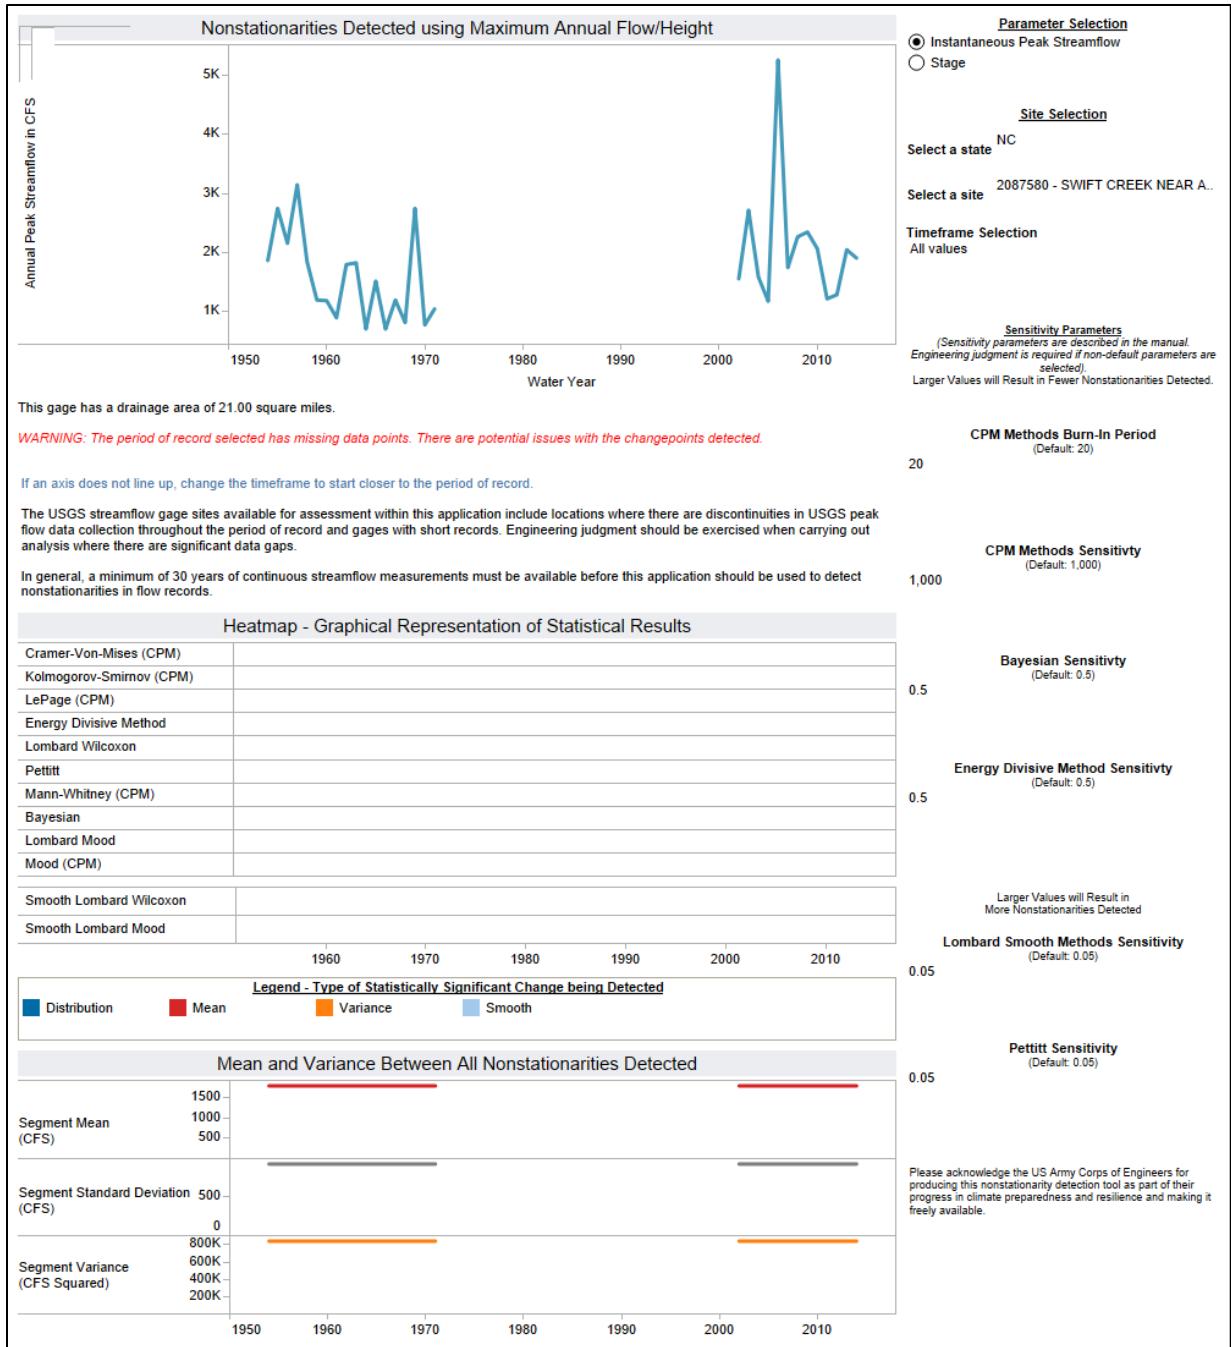 Nonstationarities Detected using Maximum Annual Flow/Height
Annual Peak Streamflow in CFS
5K
4K
3K
2K
1K
1950 1960 1970 1980 1990 2000 2010
Water Year
This gage has a drainage area of 21.00 square miles.
WARNING: The period of record selected has missing data points. There are potential issues with the changepoints detected.
If an axis does not line up, change the timeframe to start closer to the period of record.
The USGS streamflow gage sites available for assessment within this application include locations where there are discontinuities in USGS peak
flow data collection throughout the period of record and gages with short records. Engineering judgment should be exercised when carrying out
analysis where there are significant data gaps.
In general, a minimum of 30 years of continuous streamflow measurements must be available before this application should be used to detect
nonstationarities in flow records.
Heatmap - Graphical Representation of Statistical Results
Cramer-Von-Mises (CPM)
Kolmogorov-Smirnov (CPM)
LePage (CPM)
Energy Divisive Method
Lombard Wilcoxon
Pettitt
Mann-Whitney (CPM)
Bayesian
Lombard Mood
Mood (CPM)
Smooth Lombard Wilcoxon
Smooth Lombard Mood
1960 1970 1980 1990 2000 2010
Legend - Type of Statistically Significant Change being Detected
Distribution Mean Variance Smooth
Mean and Variance Between All Nonstationarities Detected
Segment Mean
(CFS)
1500
1000
500
Segment Standard Deviation
(CFS)
500
0
Segment Variance
(CFS Squared)
800K
600K
400K
200K
1950 1960 1970 1980 1990 2000 2010
Parameter Selection
Instantaneous Peak Streamflow
Stage
Site Selection
Select a state NC
Select a site 2087580 - SWIFT CREEK NEAR A..
Timeframe Selection
All values
Sensitivity Parameters
(Sensitivity parameters are described in the manual.
Engineering judgment is required if non-default parameters are
selected).
Larger Values will Result in Fewer Nonstationarities Detected.
CPM Methods Burn-In Period
(Default: 20)
20
CPM Methods Sensitivty
(Default: 1,000)
1,000
Bayesian Sensitivty
(Default: 0.5)
0.5
Energy Divisive Method Sensitivty
(Default: 0.5)
0.5
Larger Values will Result in
More Nonstationarities Detected
Lombard Smooth Methods Sensitivity
(Default: 0.05)
0.05
Pettitt Sensitivity
(Default: 0.05)
0.05
Please acknowledge the US Army Corps of Engineers for
producing this nonstationarity detection tool as part of their
progress in climate preparedness and resilience and making it
freely available.